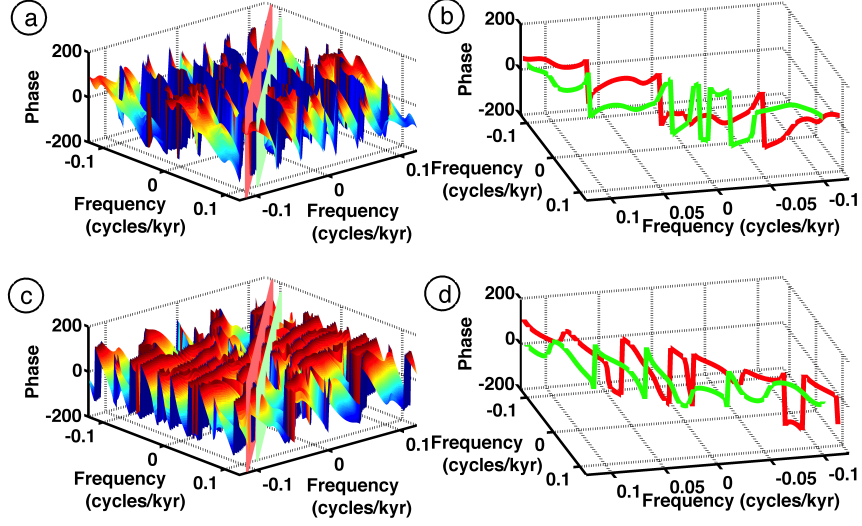 a
b
200
0
-200
Phase
-0.1
0
0.1
Frequency
(cycles/kyr)
-0.1
0
0.1
Frequency
(cycles/kyr)
200
0
-200
Phase
-0.1
0
0.1
Frequency
(cycles/kyr)
0.1
0.05
0
-0.05
-0.1
Frequency (cycles/kyr)
c
d
200
0
-200
Phase
-0.1
0
0.1
Frequency
(cycles/kyr)
-0.1
0
0.1
Frequency
(cycles/kyr)
200
0
-200
Phase
-0.1
0
0.1
Frequency
(cycles/kyr)
0.1
0.05
0
-0.05
-0.1
Frequency (cycles/kyr)